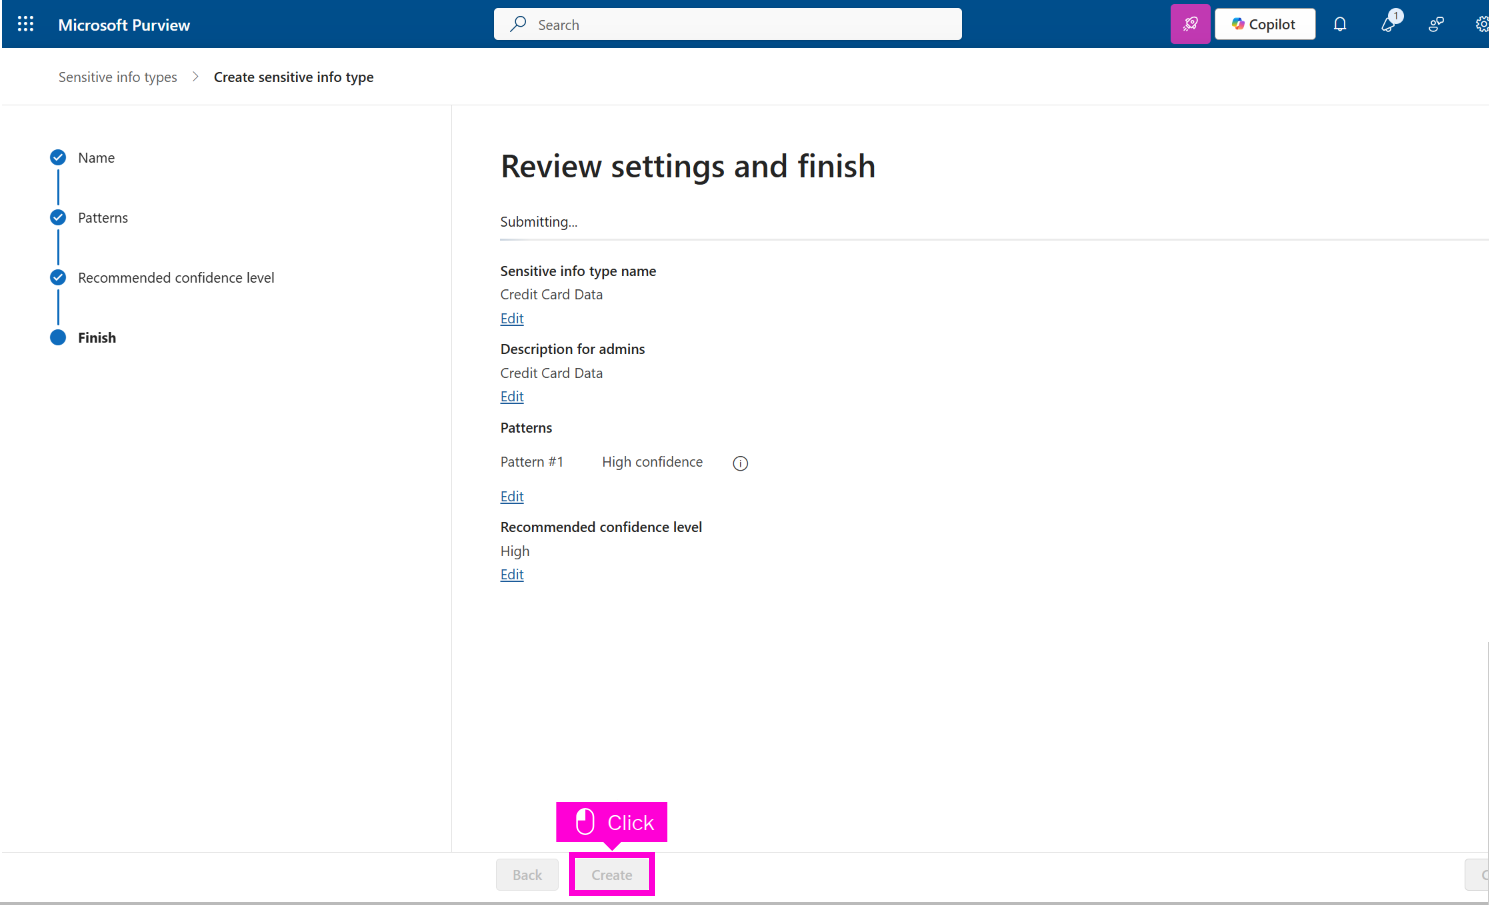 Microsoft Purview
Search
Copilot
1
Sensitive info types > Create sensitive info type
Name
Patterns
Recommended confidence level
Finish
Review settings and finish
Submitting...
Sensitive info type name
Credit Card Data
Edit
Description for admins
Credit Card Data
Edit
Patterns
Pattern #1 High confidence
Edit
Recommended confidence level
High
Edit
Click
Back Create